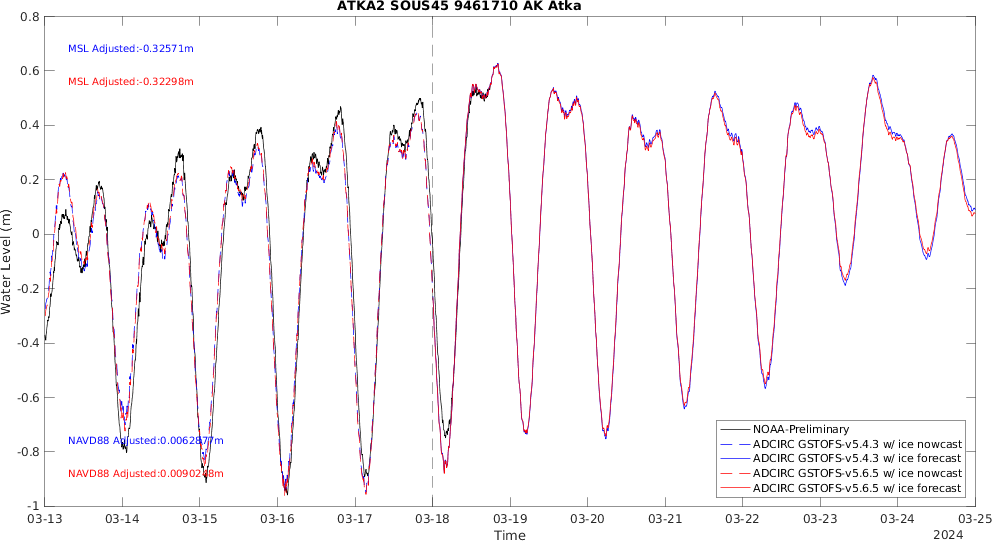 ATKA2 SOUS45 9461710 AK Atka
0.8
0.6
0.4
0.2
0
-0.2
-0.4
-0.6
-0.8
-1
Water Level (m)
MSL Adjusted:-0.32571m
MSL Adjusted:-0.32298m
NAVD88 Adjusted:0.0062877m
NAVD88 Adjusted:0.0090248m
NOAA-Preliminary
ADCIRC GSTOFS-v5.4.3 w/ ice nowcast
ADCIRC GSTOFS-v5.4.3 w/ ice forecast
ADCIRC GSTOFS-v5.6.5 w/ ice nowcast
ADCIRC GSTOFS-v5.6.5 w/ ice forecast
03-13 03-14 03-15 03-16 03-17 03-18 03-19 03-20 03-21 03-22 03-23 03-24 03-25
Time
2024